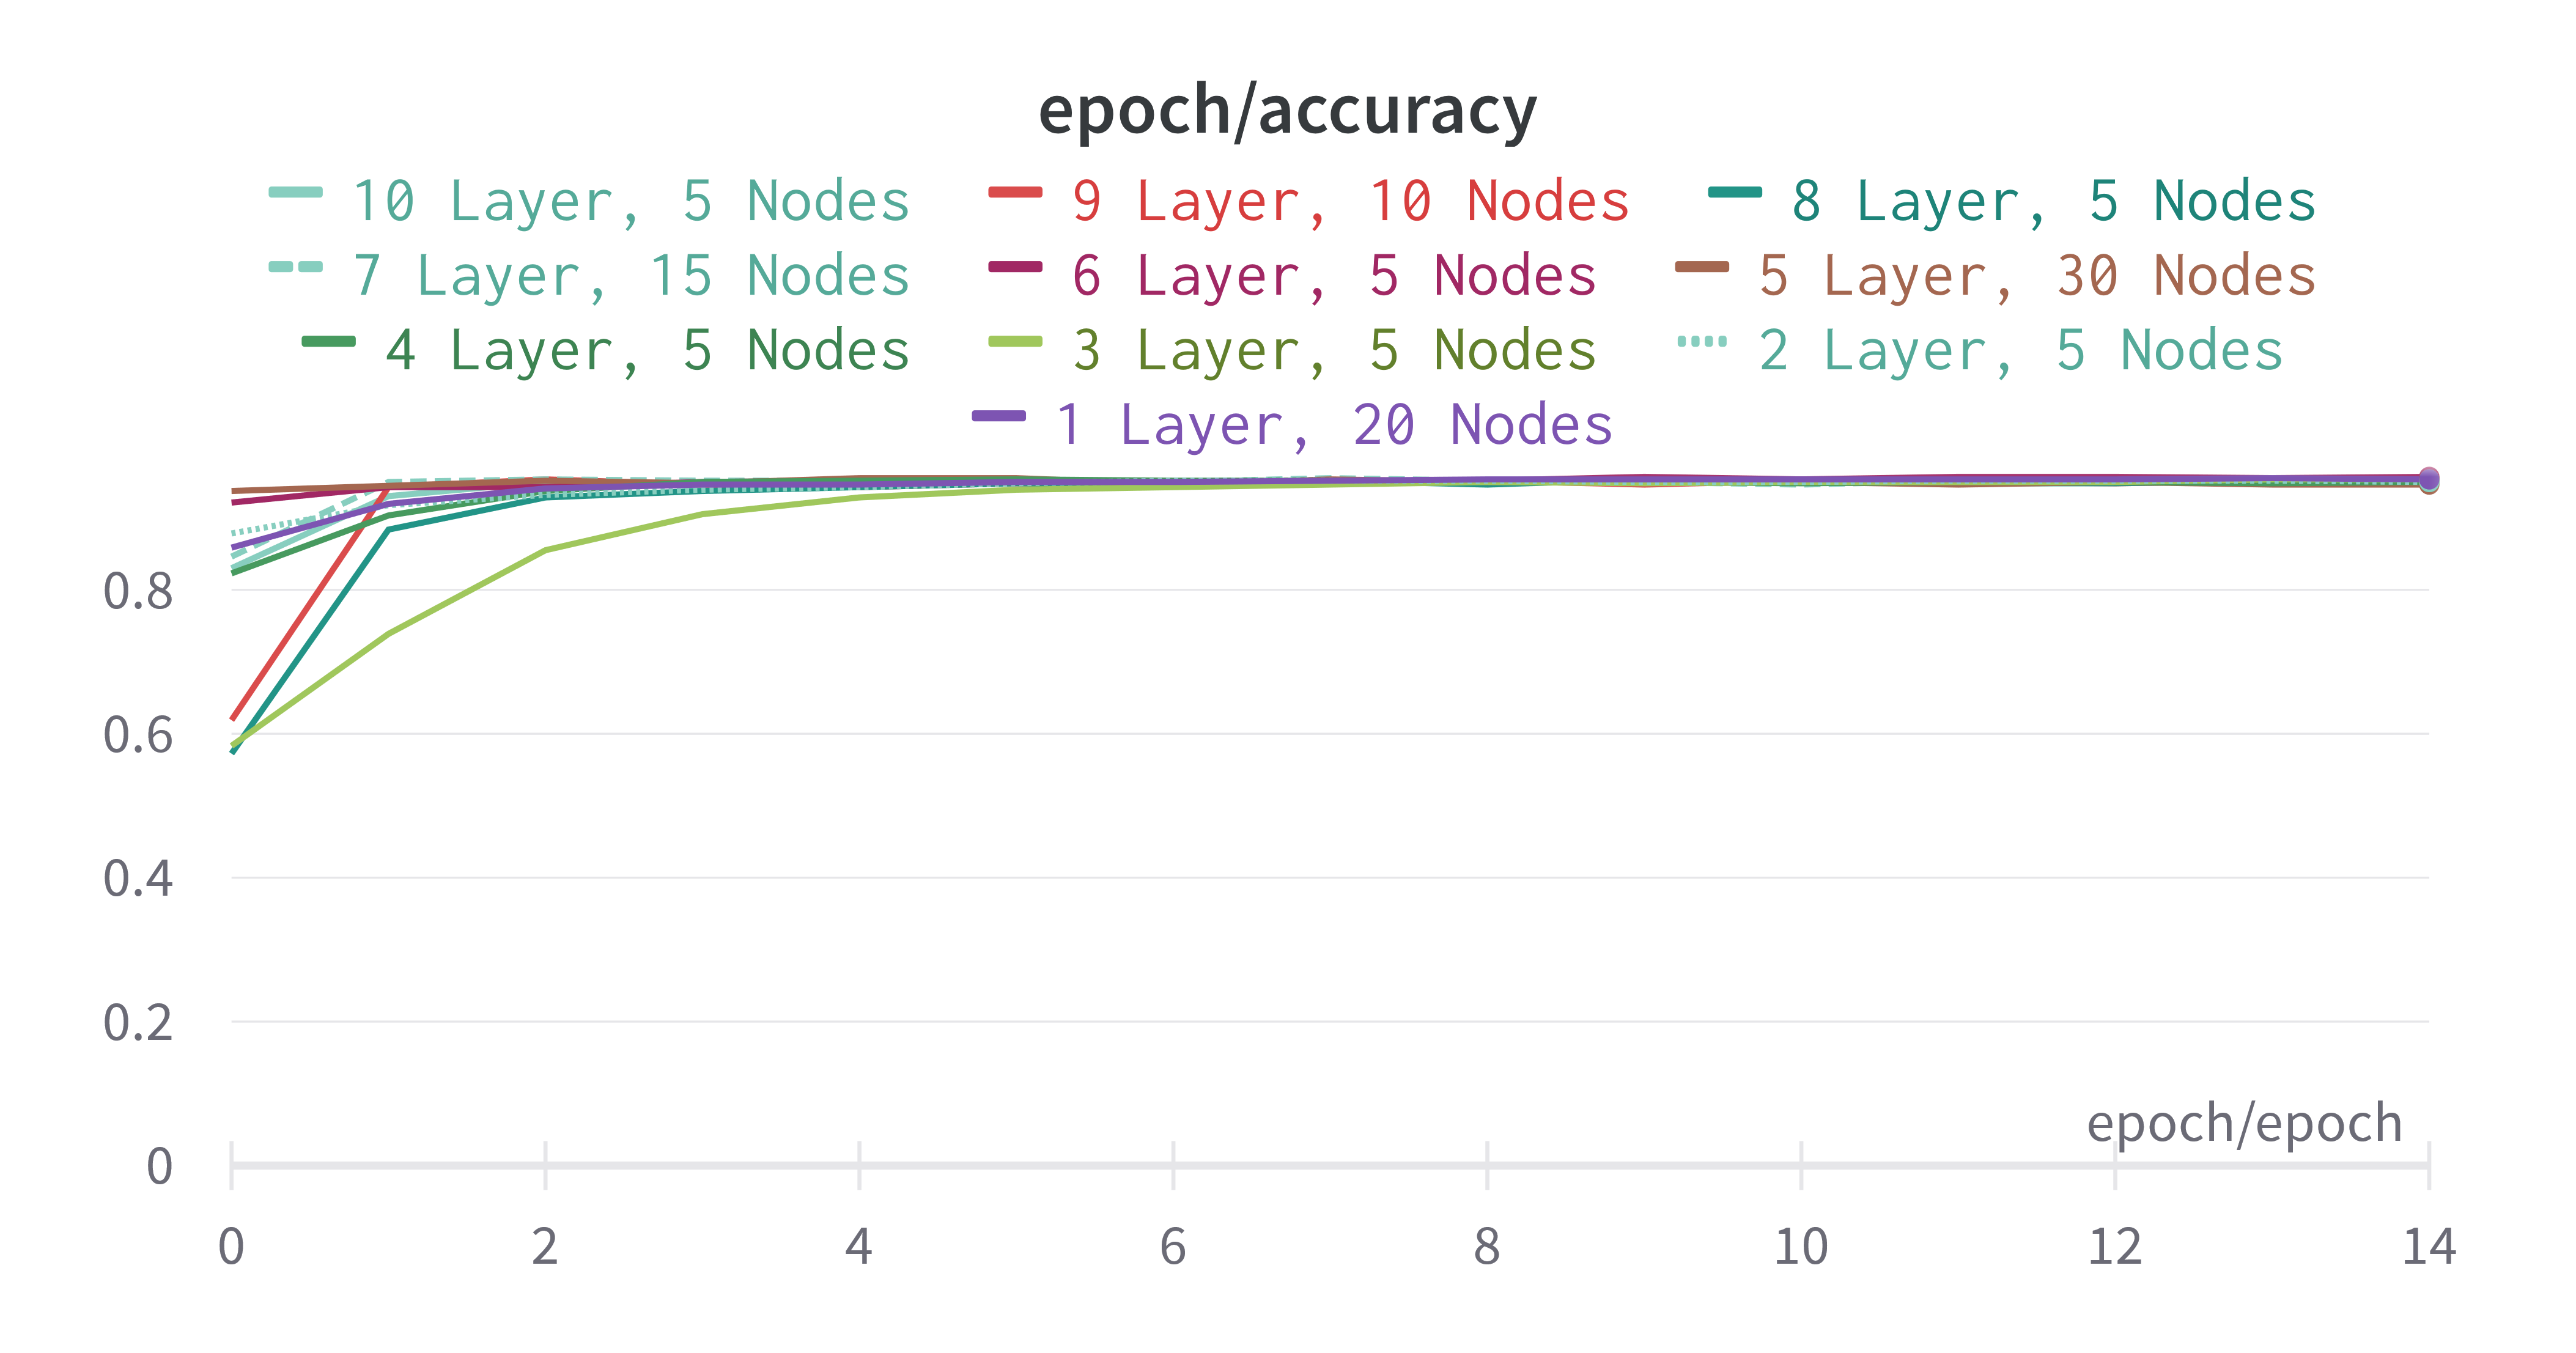 epoch/accuracy
10 Layer, 5 Nodes 9 Layer, 10 Nodes 8 Layer, 5 Nodes
7 Layer, 15 Nodes 6 Layer, 5 Nodes 5 Layer, 30 Nodes
4 Layer, 5 Nodes 3 Layer, 5 Nodes 2 Layer, 5 Nodes
1 Layer, 20 Nodes
0.8
0.6
0.4
0.2
epoch/epoch
0
0 2 4 6 8 10 12 14